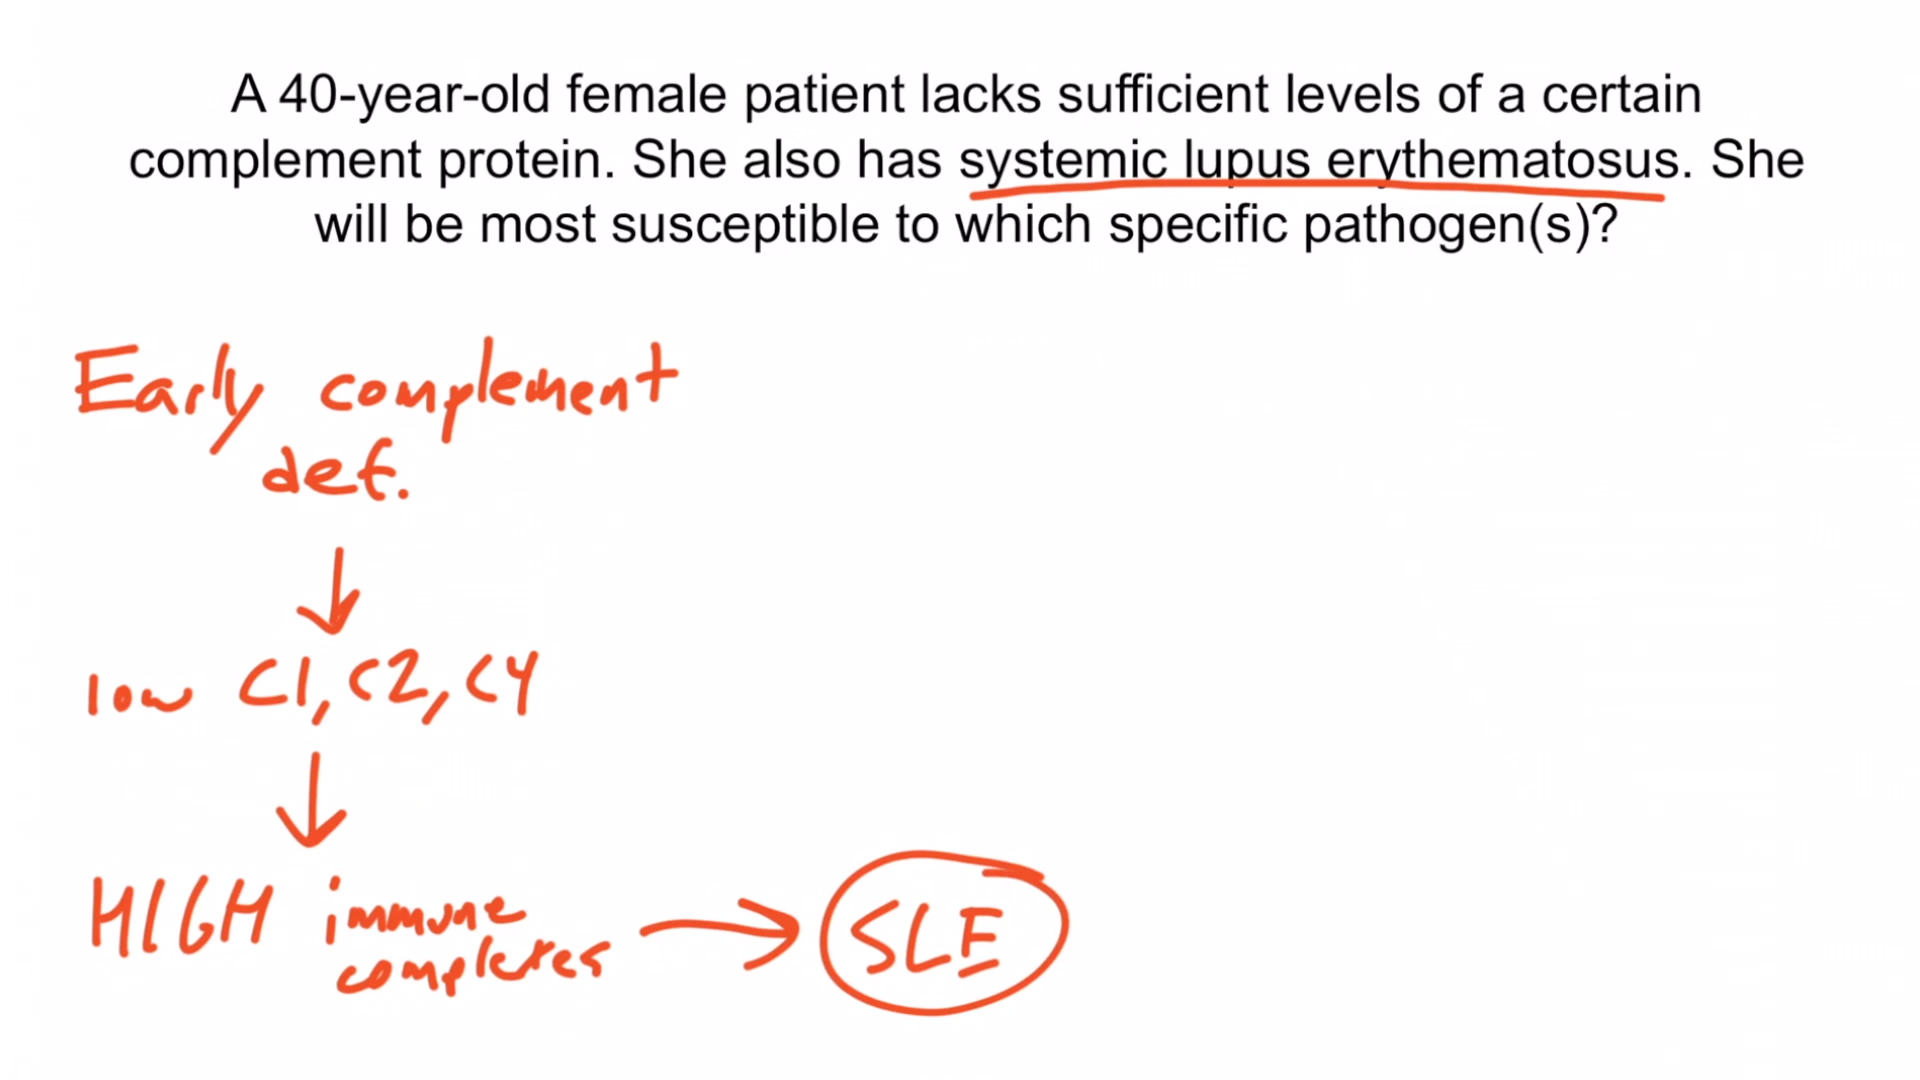 A 40-year-old female patient lacks sufficient levels of a certain
complement protein. She also has systemic lupus erythematosus. She
will be most susceptible to which specific pathogen(s)?
Early complement
def.
low C1, C2, C4
HIGH immune
complexes
SLE